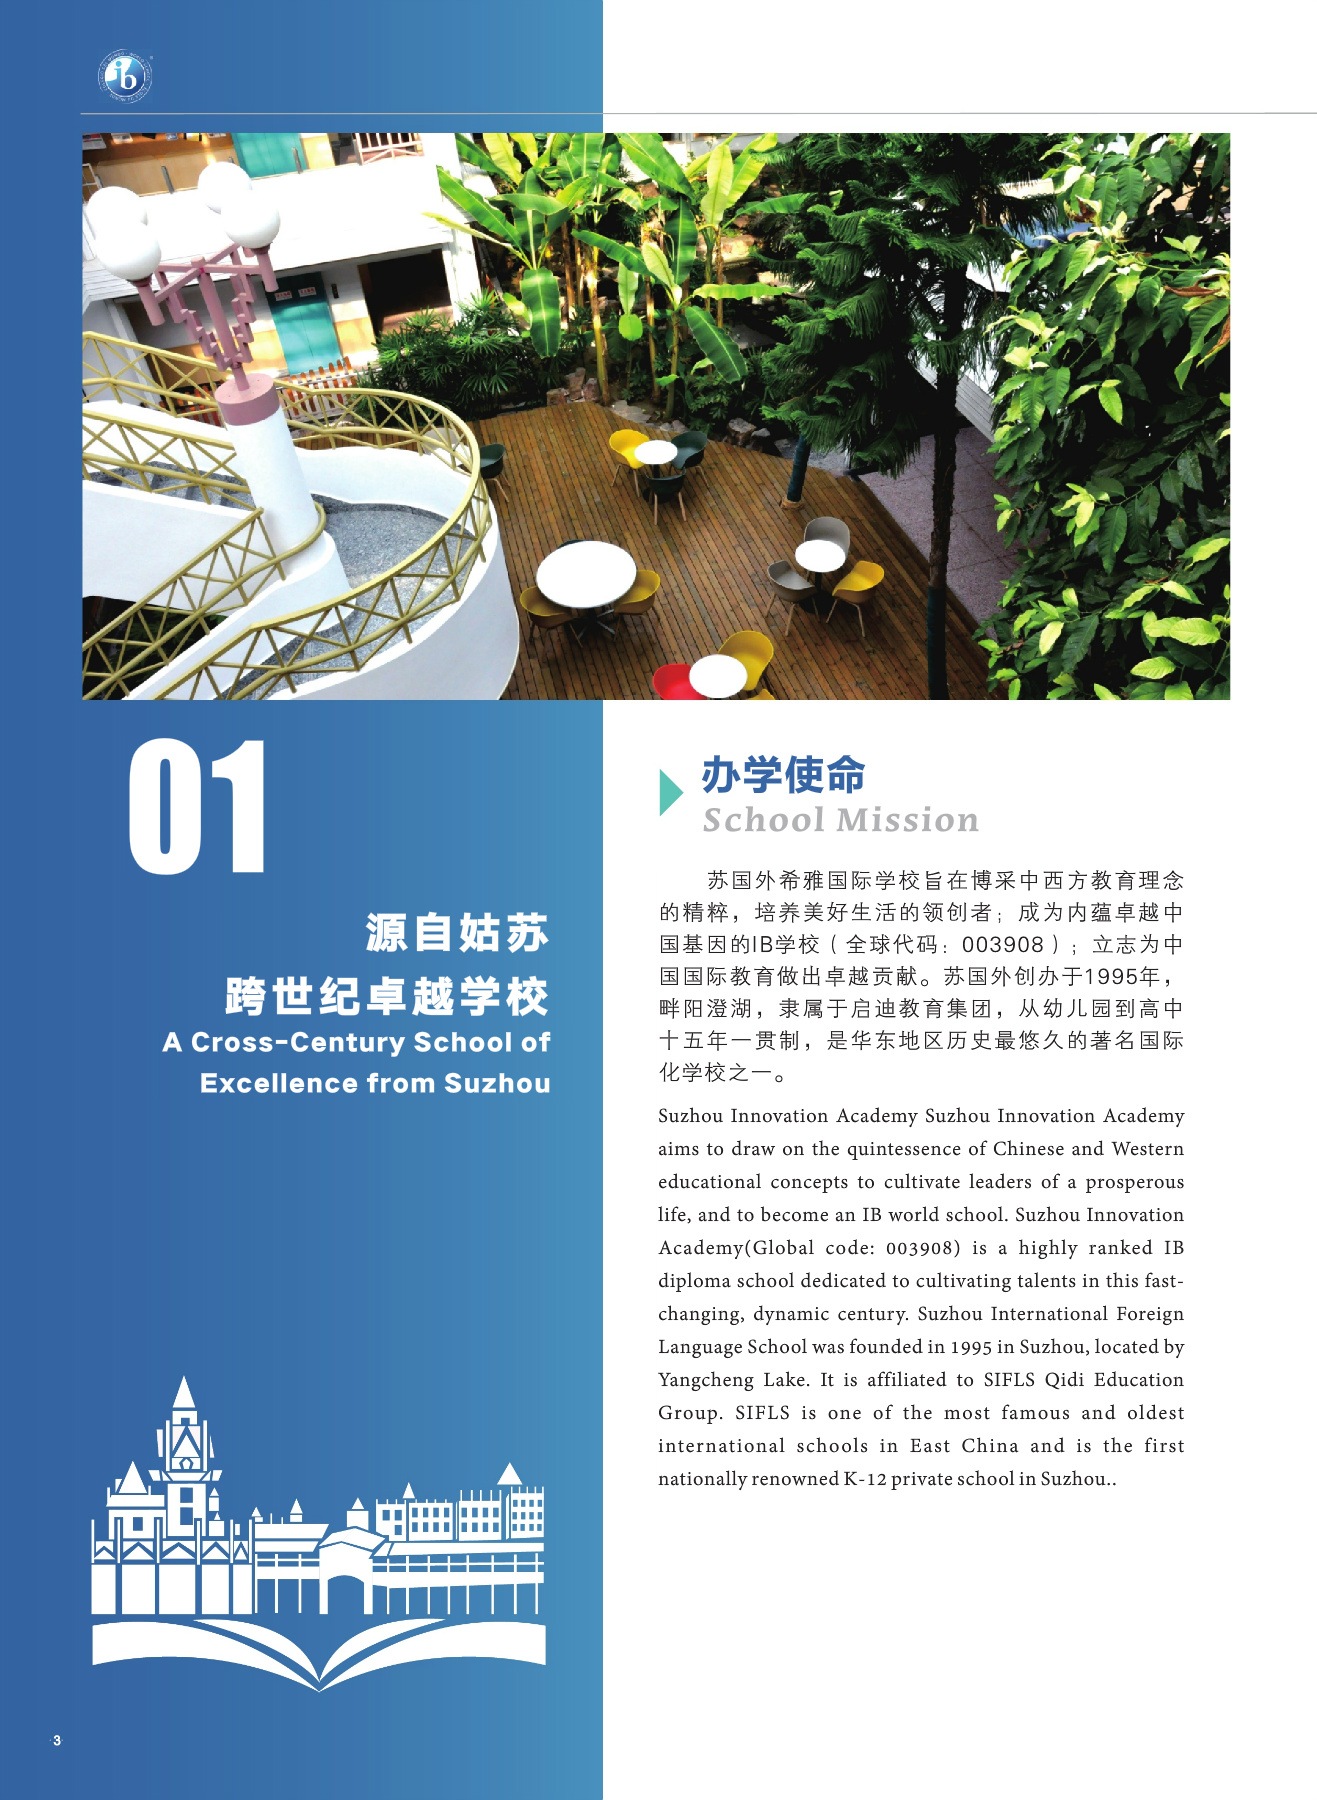 ib
01
源自姑苏
跨世纪卓越学校
A Cross-Century School of
Excellence from Suzhou
办学使命
School Mission
苏国外希雅国际学校旨在博采中西方教育理念
的精粹，培养美好生活的领创者；成为内蕴卓越中
国基因的IB学校（全球代码：003908）；立志为中
国国际教育做出卓越贡献。苏国外创办于1995年，
畔阳澄湖，隶属于启迪教育集团，从幼儿园到高中
十五年一贯制，是华东地区历史最悠久的著名国际
化学校之一。
Suzhou Innovation Academy Suzhou Innovation Academy
aims to draw on the quintessence of Chinese and Western
educational concepts to cultivate leaders of a prosperous
life, and to become an IB world school. Suzhou Innovation
Academy(Global code: 003908) is a highly ranked IB
diploma school dedicated to cultivating talents in this fast-
changing, dynamic century. Suzhou International Foreign
Language School was founded in 1995 in Suzhou, located by
Yangcheng Lake. It is affiliated to SIFLS Qidi Education
Group. SIFLS is one of the most famous and oldest
international schools in East China and is the first
nationally renowned K-12 private school in Suzhou..
3